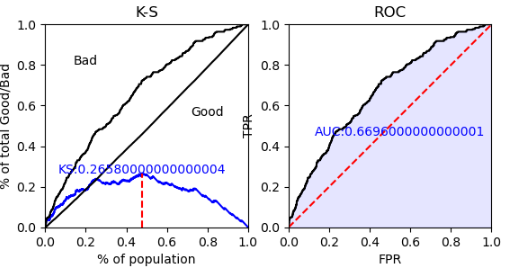 K-S
% of total Good/Bad
1.0
0.8
0.6
0.4
0.2
0.0
Bad
Good
KS:0.26580000000000004
0.0 0.2 0.4 0.6 0.8 1.0
% of population
ROC
TPR
1.0
0.8
0.6
0.4
0.2
0.0
AUC:0.6696000000000001
0.0 0.2 0.4 0.6 0.8 1.0
FPR